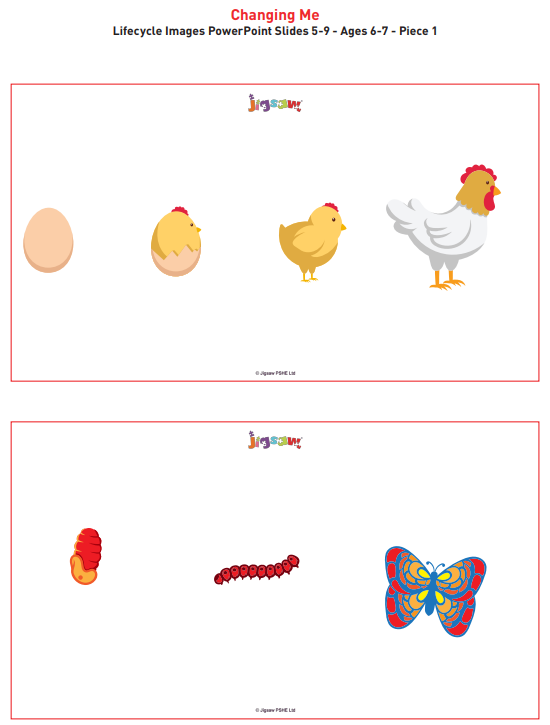 Changing Me
Lifecycle Images PowerPoint Slides 5-9 - Ages 6-7 - Piece 1
Jigsaw
© Jigsaw PSHE Ltd
Jigsaw
© Jigsaw PSHE Ltd